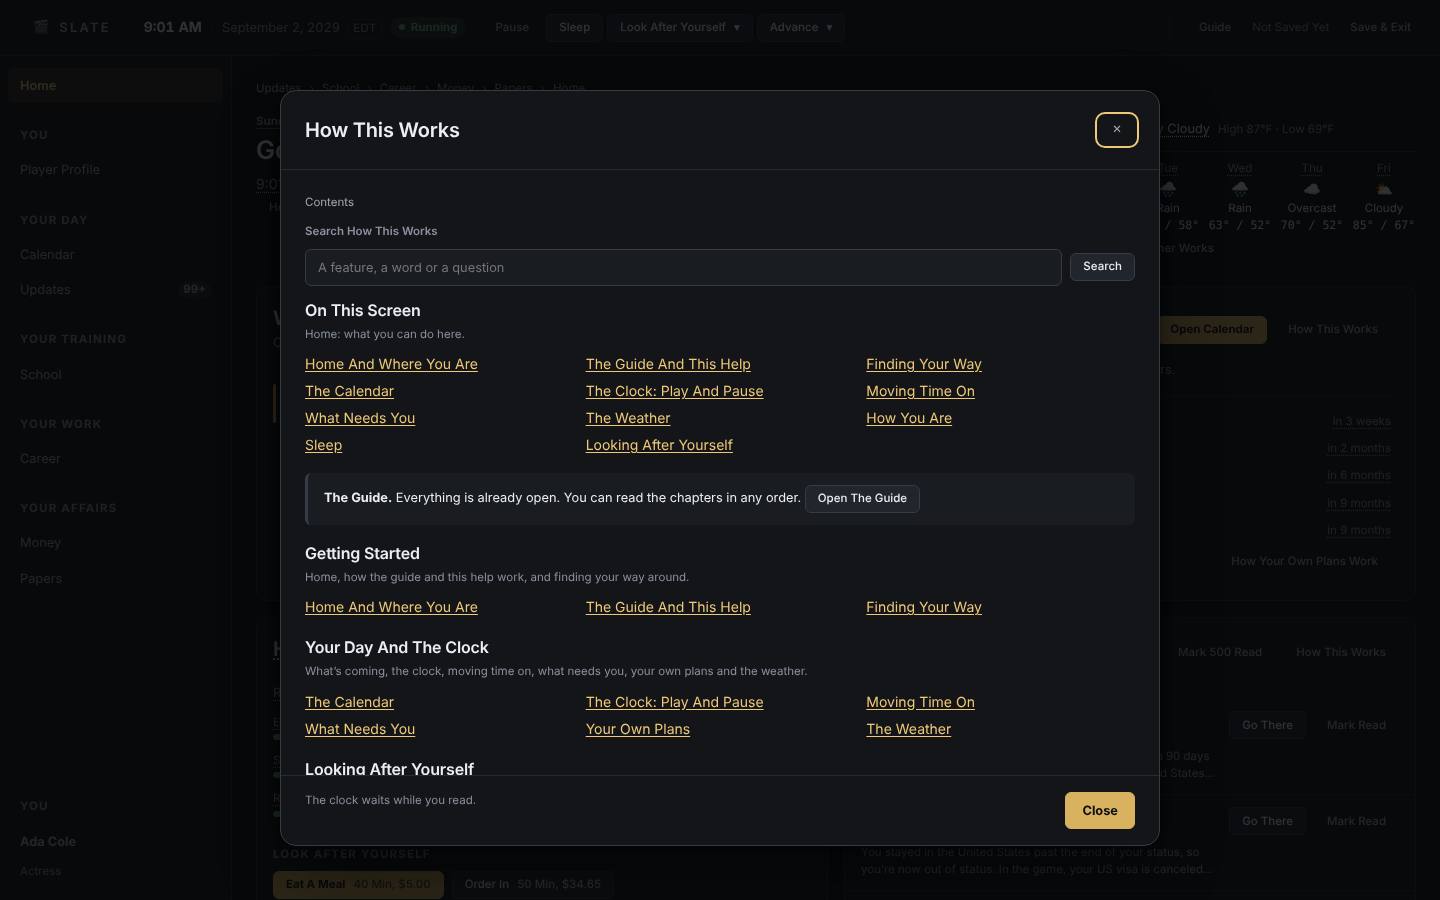 SLATE 9:01 AM September 2, 2029 EDT Running Pause Sleep Look After Yourself Advance Guide Not Saved Yet Save & Exit
Home
YOU
Player Profile
YOUR DAY
Calendar
Updates 99+
YOUR TRAINING
School
YOUR WORK
Career
YOUR AFFAIRS
Money
Papers
YOU
Ada Cole
Actress
Updates › School › Career › Money › Papers › Home
Cloudy High 87°F · Low 69°F
Tue Wed Thu Fri
Rain Rain Overcast Cloudy
/ 58° 63° / 52° 70° / 52° 85° / 67°
Works
Open Calendar How This Works
in 3 weeks
in 2 months
in 6 months
in 9 months
in 9 months
How Your Own Plans Work
Mark 500 Read How This Works
Go There Mark Read
90 days
States...
Go There Mark Read
You stayed in the United States past the end of your status, so
you're now out of status. In the game, your US visa is canceled...
LOOK AFTER YOURSELF
Eat A Meal 40 Min, $5.00 Order In 50 Min, $34.65
How This Works
×
Contents
Search How This Works
A feature, a word or a question Search
On This Screen
Home: what you can do here.
Home And Where You Are The Guide And This Help Finding Your Way
The Calendar The Clock: Play And Pause Moving Time On
What Needs You The Weather How You Are
Sleep Looking After Yourself
The Guide. Everything is already open. You can read the chapters in any order. Open The Guide
Getting Started
Home, how the guide and this help work, and finding your way around.
Home And Where You Are The Guide And This Help Finding Your Way
Your Day And The Clock
What's coming, the clock, moving time on, what needs you, your own plans and the weather.
The Calendar The Clock: Play And Pause Moving Time On
What Needs You Your Own Plans The Weather
Looking After Yourself
The clock waits while you read.
Close